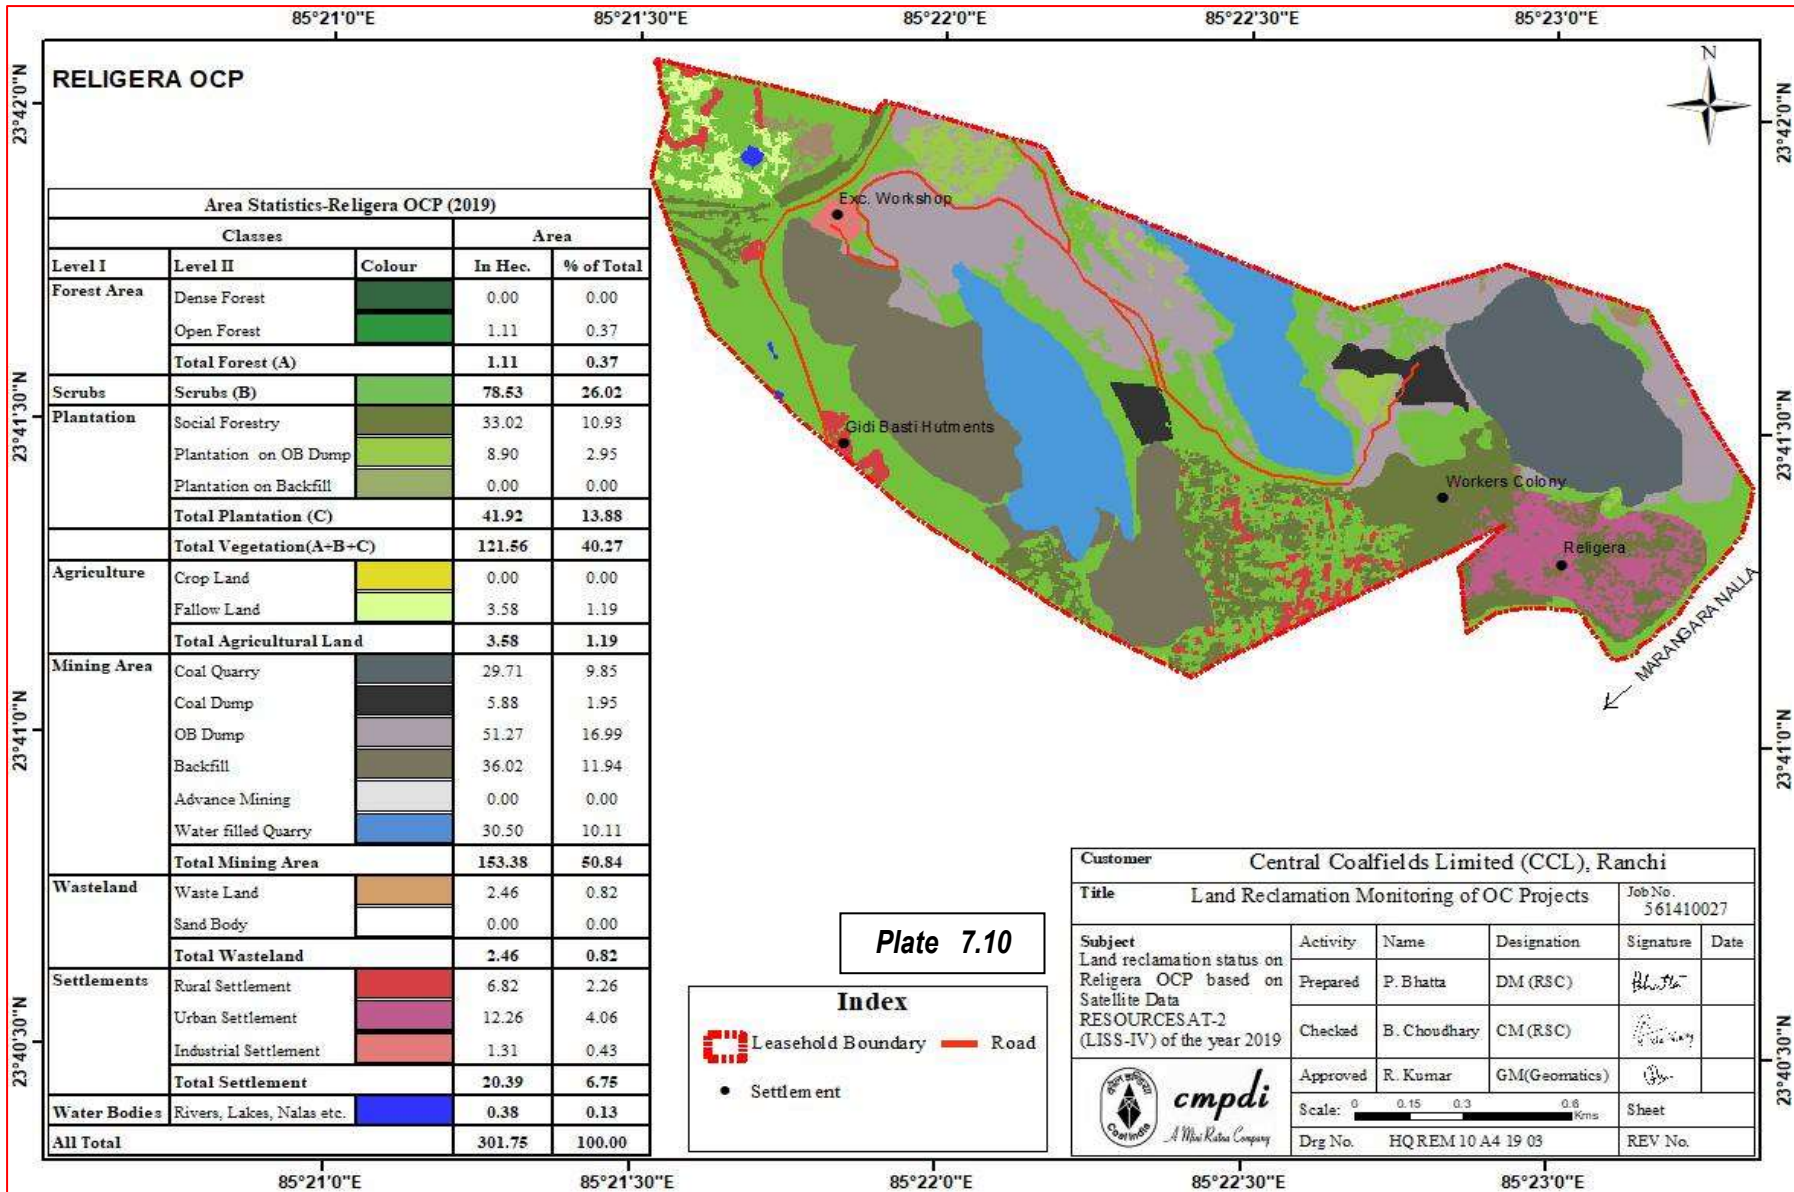 85°21'0"E 85°21'30"E 85°22'0"E 85°22'30"E 85°23'0"E
23°42'0"N
23°41'30"N
23°41'0"N
23°40'30"N
RELIGERA OCP
Area Statistics-Religera OCP (2019)
Classes Area
Level I Level II Colour In Hec. % of Total
Forest Area Dense Forest 0.00 0.00
Open Forest 1.11 0.37
Total Forest (A) 1.11 0.37
Scrubs Scrubs (B) 78.53 26.02
Plantation Social Forestry 33.02 10.93
Plantation on OB Dump 8.90 2.95
Plantation on Backfill 0.00 0.00
Total Plantation (C) 41.92 13.88
Total Vegetation(A+B+C) 121.56 40.27
Agriculture Crop Land 0.00 0.00
Fallow Land 3.58 1.19
Total Agricultural Land 3.58 1.19
Mining Area Coal Quarry 29.71 9.85
Coal Dump 5.88 1.95
OB Dump 51.27 16.99
Backfill 36.02 11.94
Advance Mining 0.00 0.00
Water filled Quarry 30.50 10.11
Total Mining Area 153.38 50.84
Wasteland Waste Land 2.46 0.82
Sand Body 0.00 0.00
Total Wasteland 2.46 0.82
Settlements Rural Settlement 6.82 2.26
Urban Settlement 12.26 4.06
Industrial Settlement 1.31 0.43
Total Settlement 20.39 6.75
Water Bodies Rivers, Lakes, Nalas etc. 0.38 0.13
All Total 301.75 100.00
N
Exc. Workshop
Gidi Basti Hutments
Workers Colony
Religera
MARANGARA NALLA
23°42'0"N
23°41'30"N
23°41'0"N
23°40'30"N
Plate 7.10
Index
Leasehold Boundary Road
Settlement
Customer Central Coalfields Limited (CCL), Ranchi
Title Land Reclamation Monitoring of OC Projects Job No. 561410027
Subject
Land reclamation status on
Religera OCP based on
Satellite Data
RESOURCESAT-2
(LISS-IV) of the year 2019
Activity Name Designation Signature Date
Prepared P. Bhatta DM (RSC)
Checked B. Choudhary CM (RSC)
Approved R. Kumar GM(Geomatics)
Scale: 0 0.15 0.3 0.6 Kms Sheet
Drg No. HQ REM 10 A4 19 03 REV No.
Coal India
cmpdi
A Mini Ratna Company
85°21'0"E 85°21'30"E 85°22'0"E 85°22'30"E 85°23'0"E